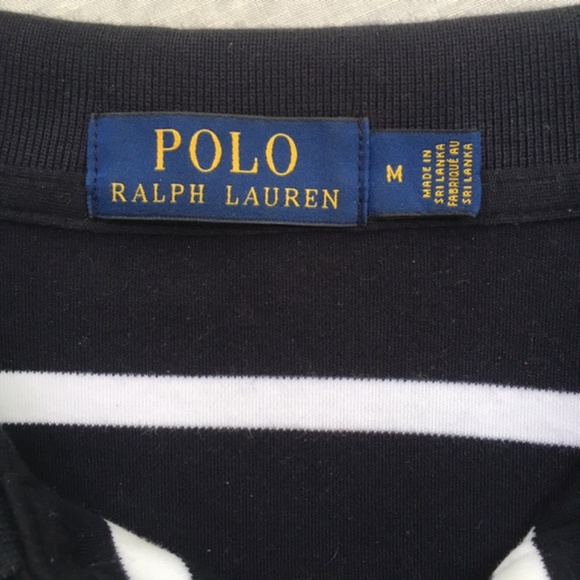 POLO
RALPH LAUREN
M
MADE IN
SRI LANKA
FABRIQUÉ AU
SRI LANKA